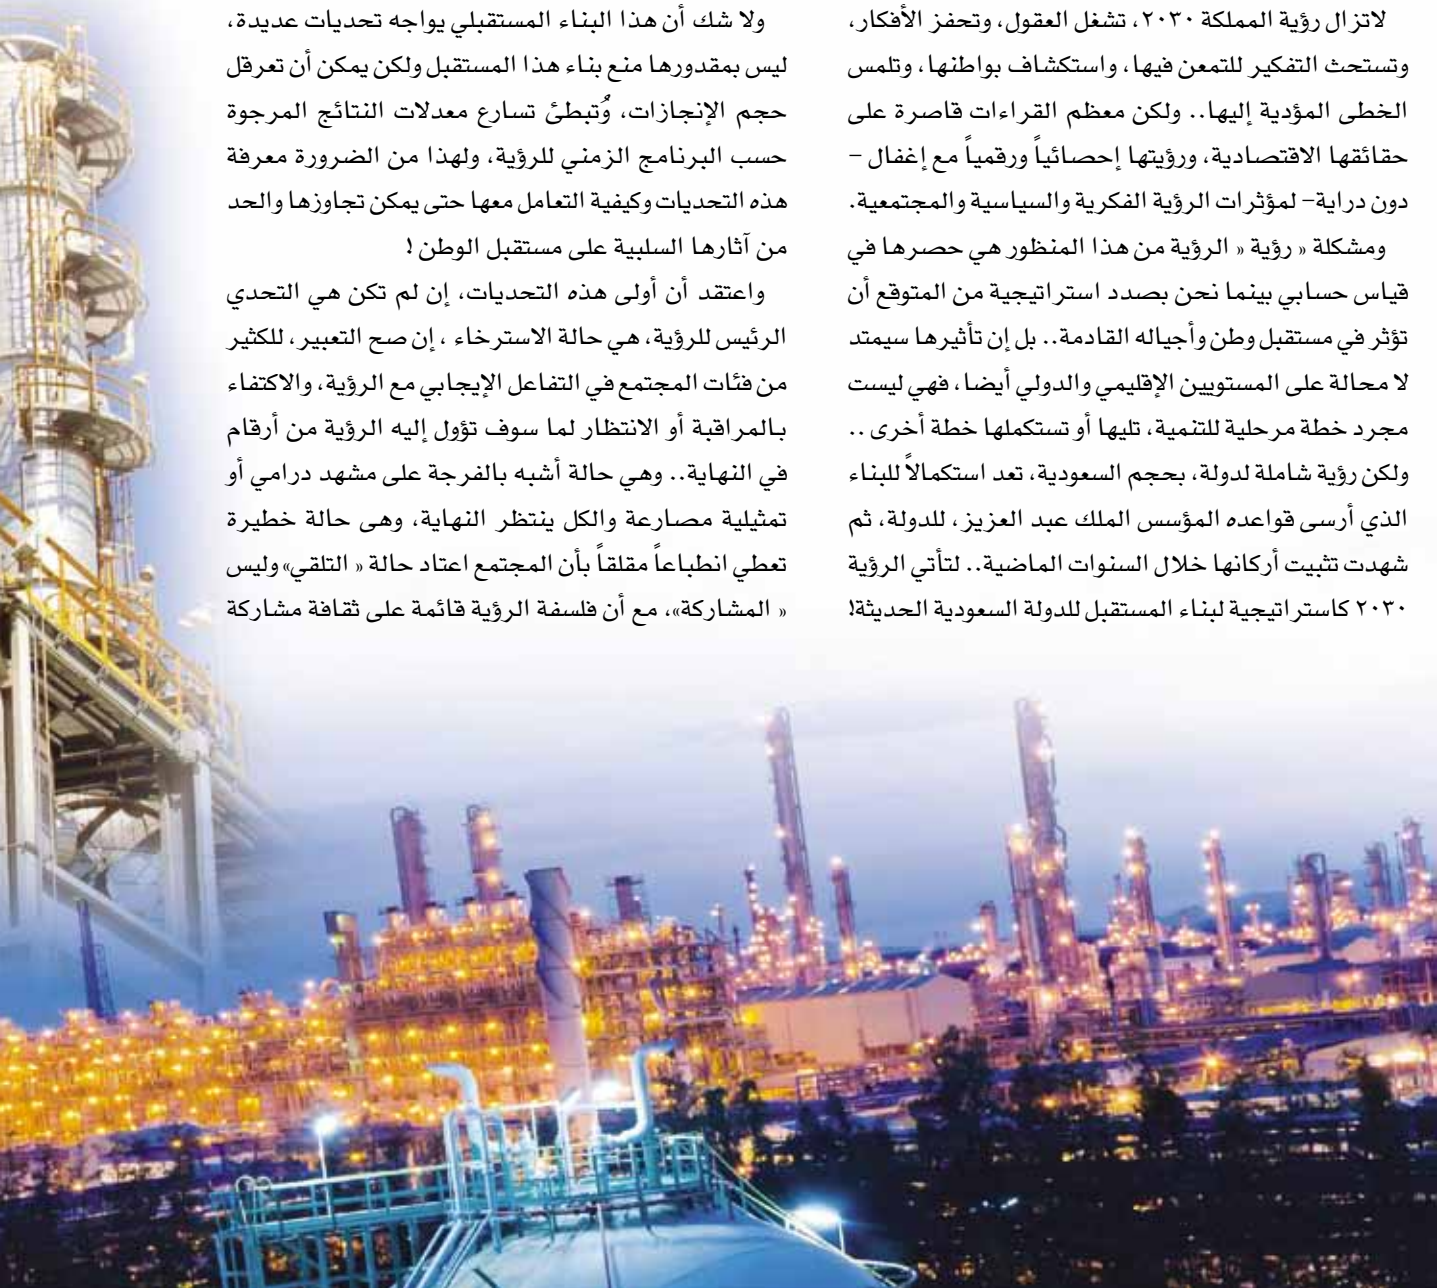 لاتزال رؤية المملكة ٢٠٣٠، تشغل العقول، وتحفز الأفكار،
وتستحث التفكير للتمعن فيها، واستكشاف بواطنها، وتلمس
الخطى المؤدية إليها.. ولكن معظم القراءات قاصرة على
حقائقها الاقتصادية، ورؤيتها إحصائياً ورقمياً مع إغفال –
دون دراية– لمؤثرات الرؤية الفكرية والسياسية والمجتمعية.
ومشكلة « رؤية « الرؤية من هذا المنظور هي حصرها في
قياس حسابي بينما نحن بصدد استراتيجية من المتوقع أن
تؤثر في مستقبل وطن وأجياله القادمة.. بل إن تأثيرها سيمتد
لا محالة على المستويين الإقليمي والدولي أيضا، فهي ليست
مجرد خطة مرحلية للتنمية، تليها أو تستكملها خطة أخرى ..
ولكن رؤية شاملة لدولة، بحجم السعودية، تعد استكمالاً للبناء
الذي أرسى قواعده المؤسس الملك عبد العزيز، للدولة، ثم
شهدت تثبيت أركانها خلال السنوات الماضية.. لتأتي الرؤية
٢٠٣٠ كاستراتيجية لبناء المستقبل للدولة السعودية الحديثة!
ولا شك أن هذا البناء المستقبلي يواجه تحديات عديدة،
ليس بمقدورها منع بناء هذا المستقبل ولكن يمكن أن تعرقل
حجم الإنجازات، وُتبطئ تسارع معدلات النتائج المرجوة
حسب البرنامج الزمني للرؤية، ولهذا من الضرورة معرفة
هذه التحديات وكيفية التعامل معها حتى يمكن تجاوزها والحد
من آثارها السلبية على مستقبل الوطن !
واعتقد أن أولى هذه التحديات، إن لم تكن هي التحدي
الرئيس للرؤية، هي حالة الاسترخاء ، إن صح التعبير، للكثير
من فئات المجتمع في التفاعل الإيجابي مع الرؤية، والاكتفاء
بالمراقبة أو الانتظار لما سوف تؤول إليه الرؤية من أرقام
في النهاية.. وهي حالة أشبه بالفرجة على مشهد درامي أو
تمثيلية مصارعة والكل ينتظر النهاية، وهى حالة خطيرة
تعطي انطباعاً مقلقاً بأن المجتمع اعتاد حالة « التلقي» وليس
« المشاركة»، مع أن فلسفة الرؤية قائمة على ثقافة مشاركة